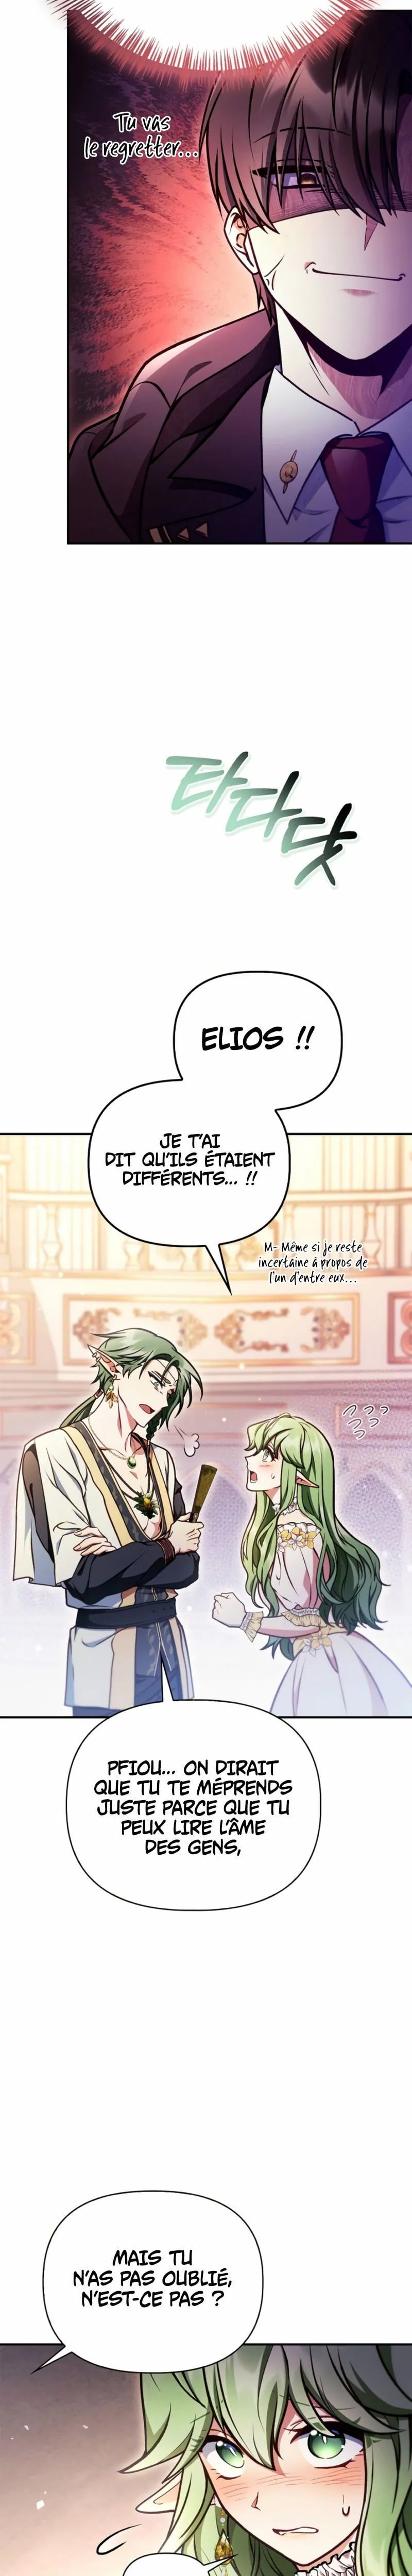 Tu vas
le regretter...
타다닷
ELIOS !!
JE T'AI
DIT QU'ILS ÉTAIENT
DIFFÉRENTS... !!
M- Même si je reste
incertaine à propos de
l'un d'entre eux...
PFIOU... ON DIRAIT
QUE TU TE MÉPRENDS
JUSTE PARCE QUE TU
PEUX LIRE L'ÂME
DES GENS,
MAIS TU
N'AS PAS OUBLIÉ,
N'EST-CE PAS ?